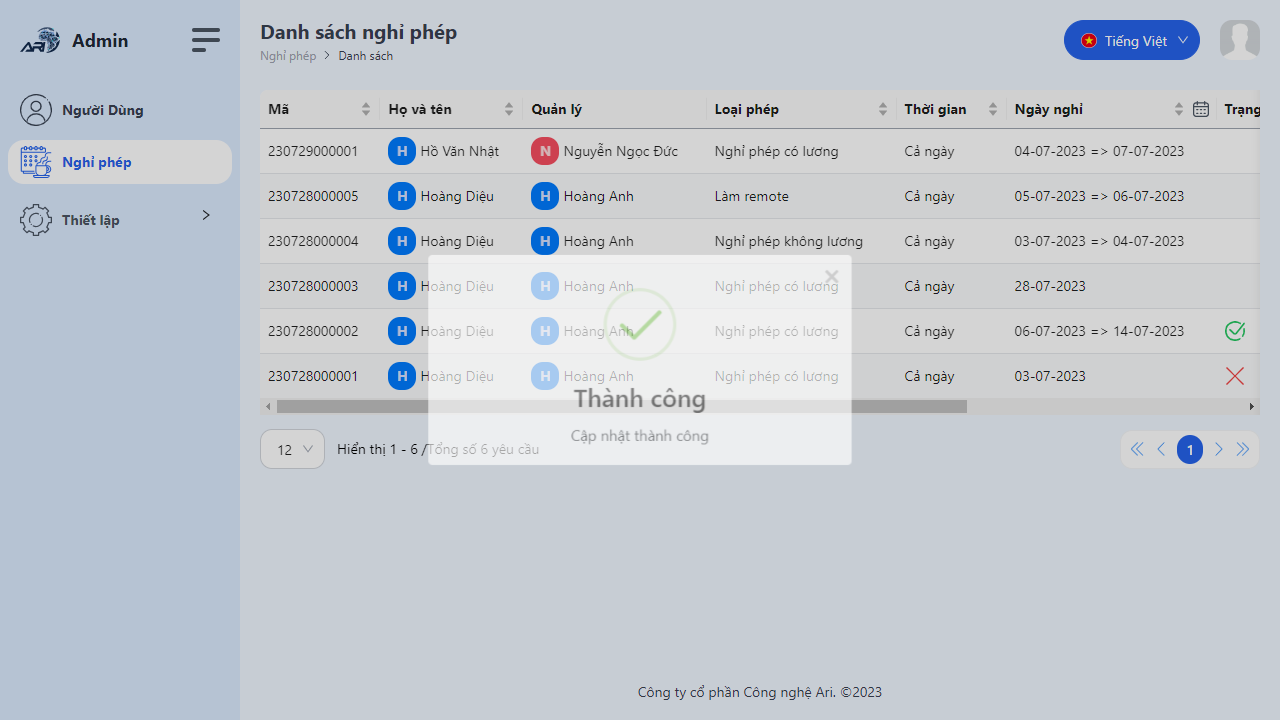 ARI
Admin
Người Dùng
Nghỉ phép
Thiết lập
Danh sách nghỉ phép
Nghỉ phép > Danh sách
Tiếng Việt
Mã Họ và tên Quản lý Loại phép Thời gian Ngày nghỉ Trạng
230729000001 H Hồ Văn Nhật N Nguyễn Ngọc Đức Nghỉ phép có lương Cả ngày 04-07-2023 => 07-07-2023
230728000005 H Hoàng Diệu H Hoàng Anh Làm remote Cả ngày 05-07-2023 => 06-07-2023
230728000004 H Hoàng Diệu H Hoàng Anh Nghỉ phép không lương Cả ngày 03-07-2023 => 04-07-2023
230728000003 H Hoàng Diệu H Hoàng Anh Nghỉ phép có lương Cả ngày 28-07-2023
230728000002 H Hoàng Diệu H Hoàng Anh Nghỉ phép có lương Cả ngày 06-07-2023 => 14-07-2023
230728000001 H Hoàng Diệu H Hoàng Anh Nghỉ phép có lương Cả ngày 03-07-2023
Thành công
Cập nhật thành công
12 Hiển thị 1 - 6 /Tổng số 6 yêu cầu 1
Công ty cổ phần Công nghệ Ari. ©2023